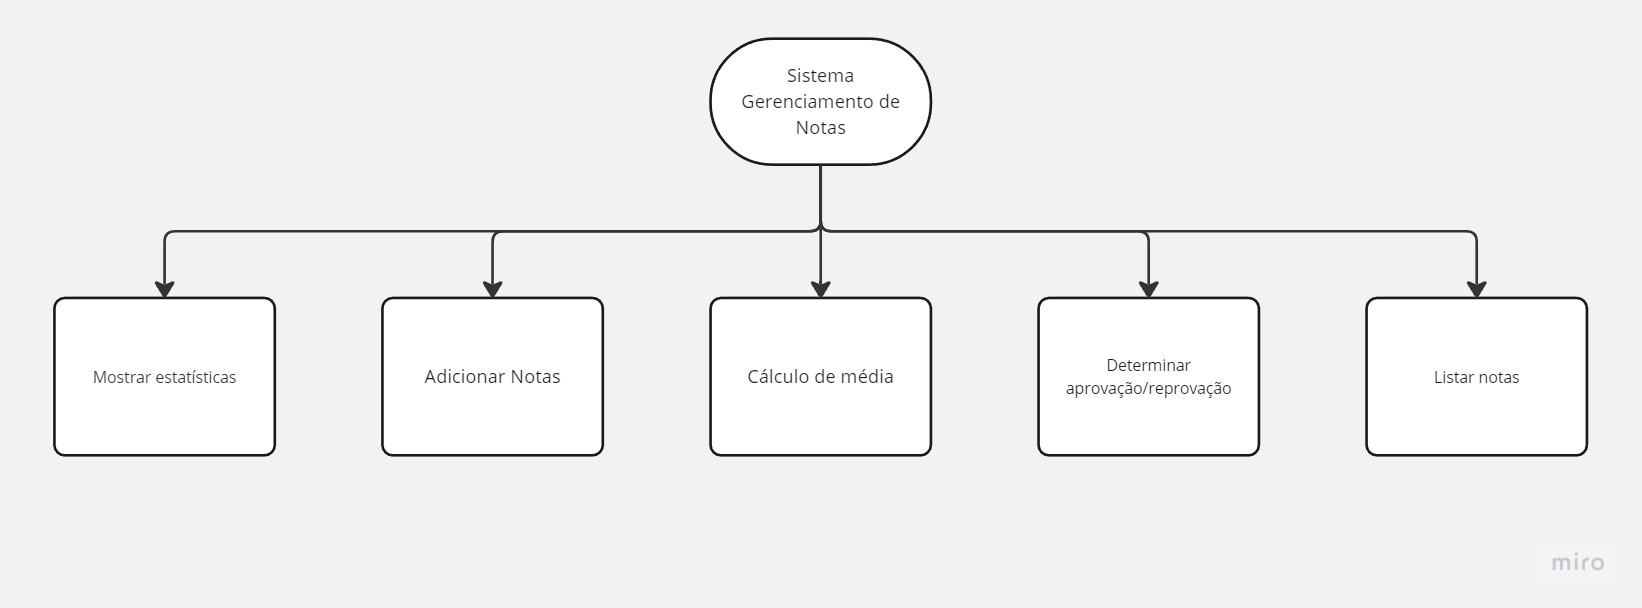 Sistema
Gerenciamento de
Notas
Mostrar estatísticas
Adicionar Notas
Cálculo de média
Determinar
aprovação/reprovação
Listar notas
miro